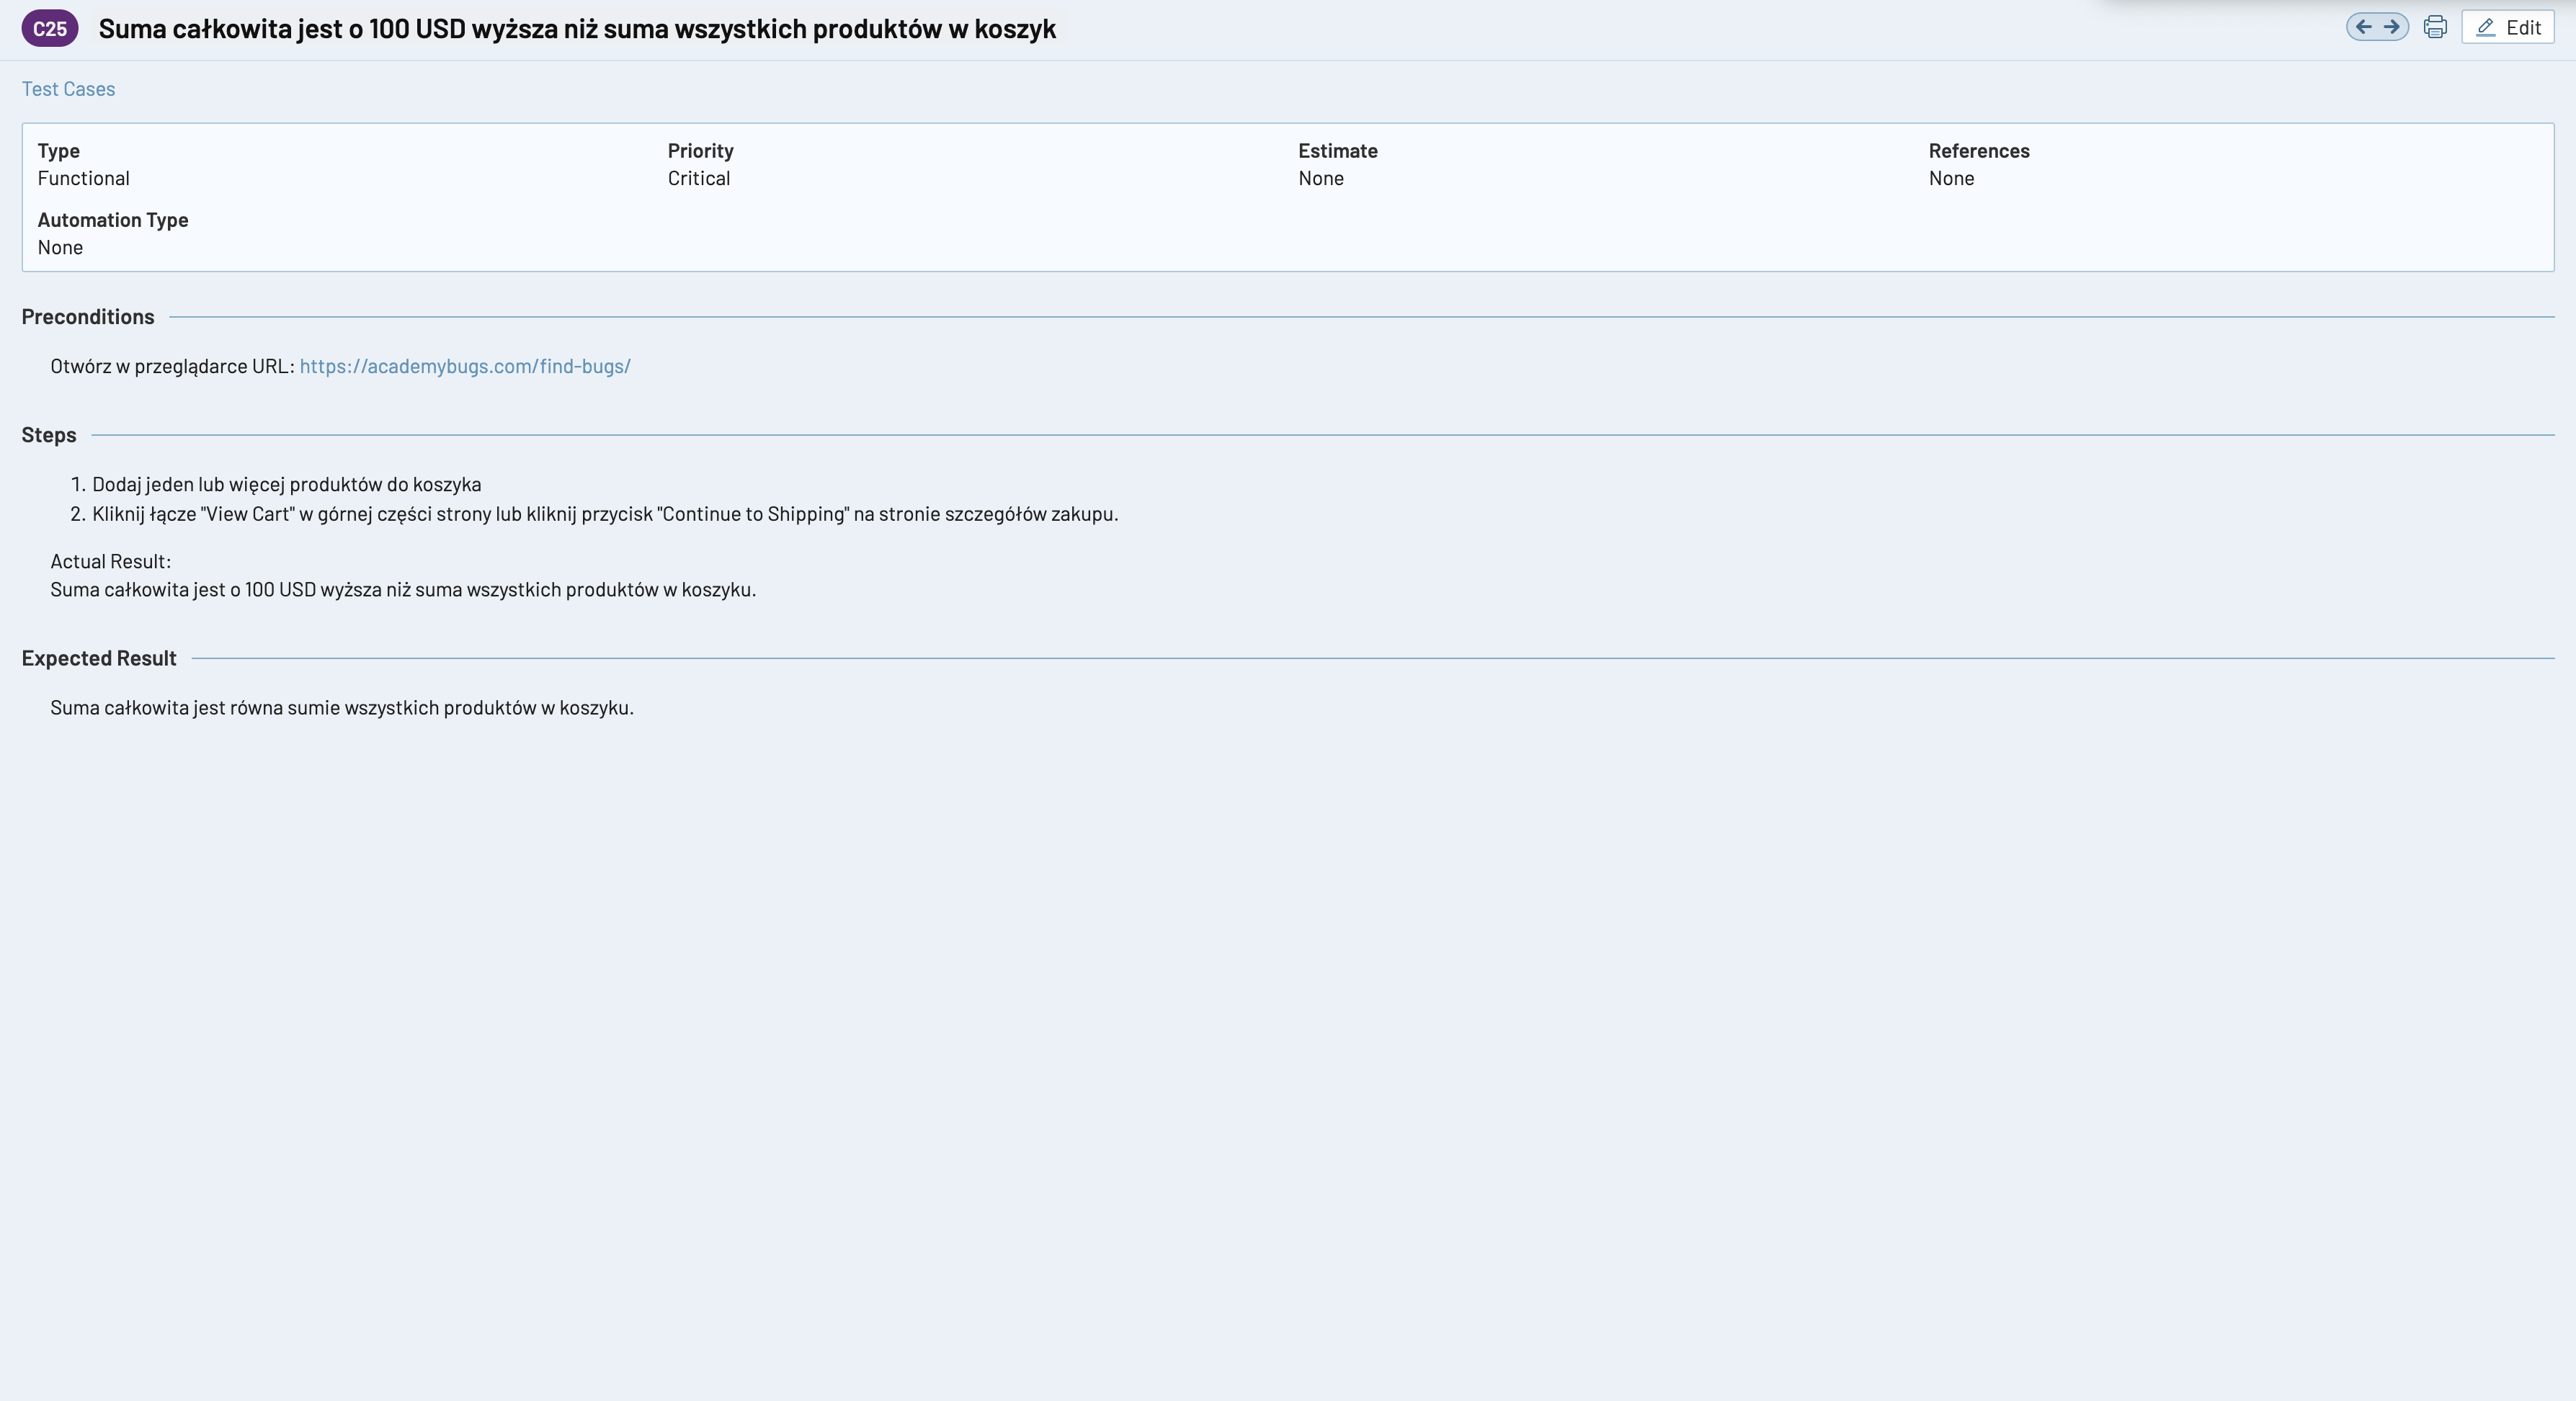 C25 Suma całkowita jest o 100 USD wyższa niż suma wszystkich produktów w koszyk
Edit
Test Cases
Type Priority Estimate References
Functional Critical None None
Automation Type
None
Preconditions
Otwórz w przeglądarce URL: https://academybugs.com/find-bugs/
Steps
1. Dodaj jeden lub więcej produktów do koszyka
2. Kliknij łącze "View Cart" w górnej części strony lub kliknij przycisk "Continue to Shipping" na stronie szczegółów zakupu.
Actual Result:
Suma całkowita jest o 100 USD wyższa niż suma wszystkich produktów w koszyku.
Expected Result
Suma całkowita jest równa sumie wszystkich produktów w koszyku.